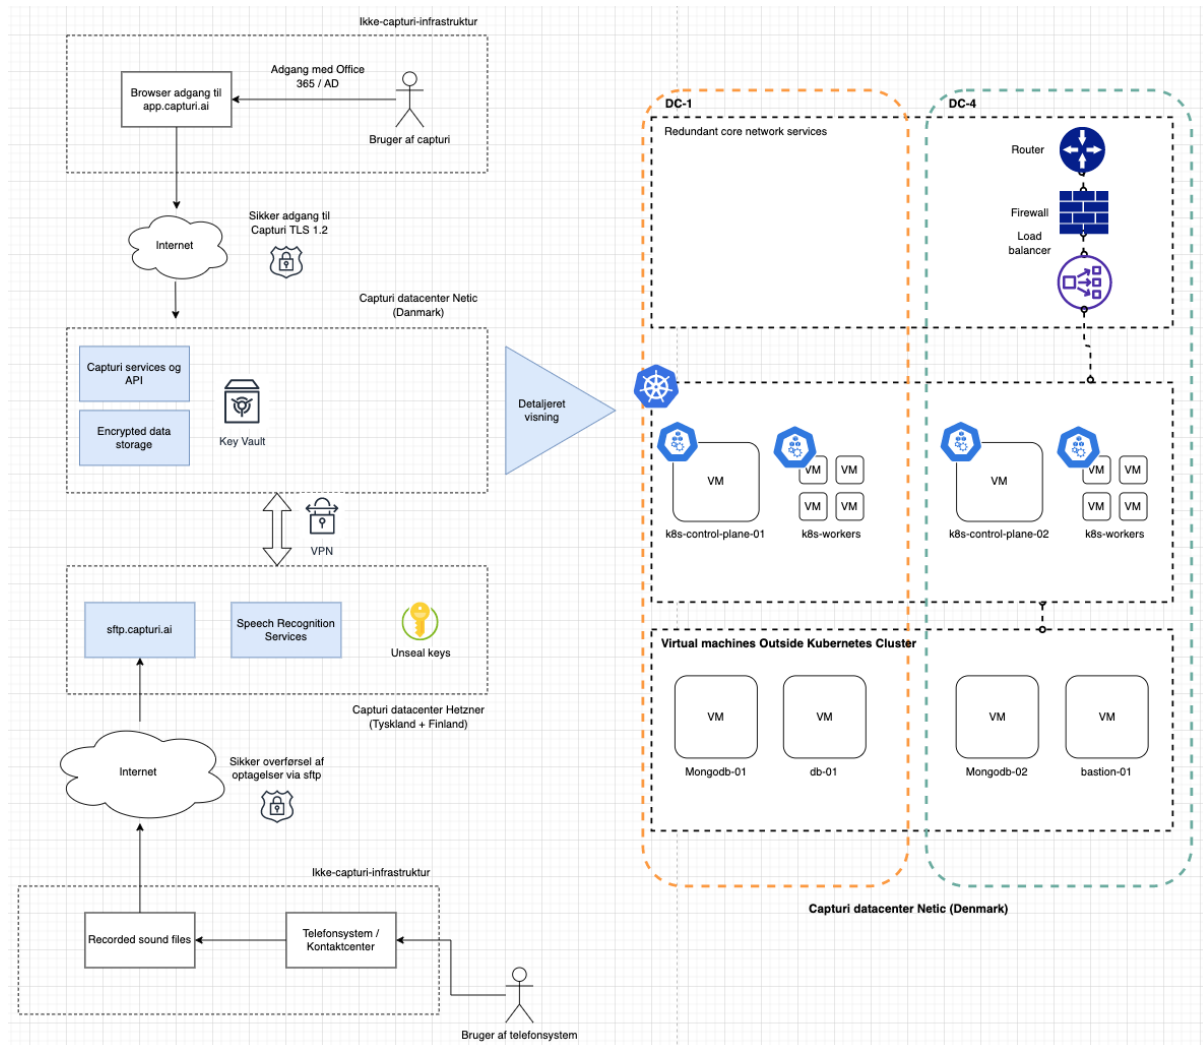 Ikke-capturi-infrastruktur
Browser adgang til
app.capturi.ai
Adgang med Office
365 / AD
Bruger af capturi
Internet
Sikker adgang til
Capturi TLS 1.2
Capturi datacenter Netic
(Danmark)
Capturi services og
API
Encrypted data
storage
Key Vault
Detaljeret
visning
VPN
sftp.capturi.ai
Speech Recognition
Services
Unseal keys
Capturi datacenter Hetzner
(Tyskland + Finland)
Internet
Sikker overførsel af
optagelser via sftp
Ikke-capturi-infrastruktur
Recorded sound files
Telefonsystem /
Kontaktcenter
Bruger af telefonsystem
DC-1
DC-4
Redundant core network services
Router
Firewall
Load
balancer
VM
k8s-control-plane-01
VM
VM
VM
VM
k8s-workers
VM
k8s-control-plane-02
VM
VM
VM
VM
k8s-workers
Virtual machines Outside Kubernetes Cluster
VM
Mongodb-01
VM
db-01
VM
Mongodb-02
VM
bastion-01
Capturi datacenter Netic (Denmark)